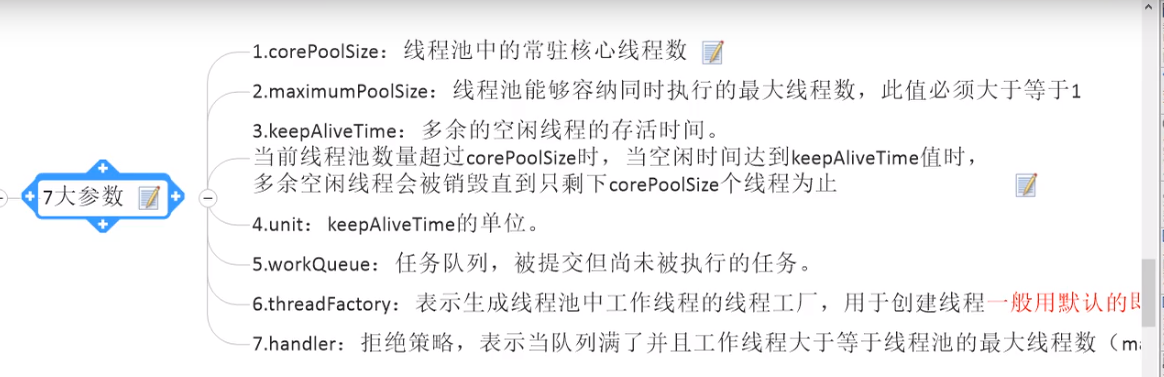 7大参数
1.corePoolSize：线程池中的常驻核心线程数
2.maximumPoolSize：线程池能够容纳同时执行的最大线程数，此值必须大于等于1
3.keepAliveTime：多余的空闲线程的存活时间。
当前线程池数量超过corePoolSize时，当空闲时间达到keepAliveTime值时，
多余空闲线程会被销毁直到只剩下corePoolSize个线程为止
4.unit：keepAliveTime的单位。
5.workQueue：任务队列，被提交但尚未被执行的任务。
6.threadFactory：表示生成线程池中工作线程的线程工厂，用于创建线程一般用默认的
7.handler：拒绝策略，表示当队列满了并且工作线程大于等于线程池的最大线程数（